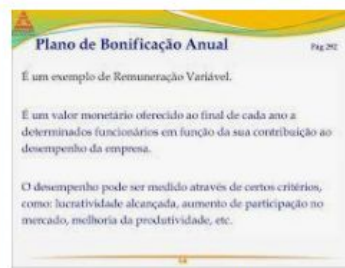 Plano de Bonificação Anual
Pág 292
É um exemplo de Remuneração Variável.
É um valor monetário oferecido ao final de cada ano a
determinados funcionários em função da sua contribuição ao
desempenho da empresa.
O desempenho pode ser medido através de certos critérios,
como: lucratividade alcançada, aumento de participação no
mercado, melhoria da produtividade, etc.